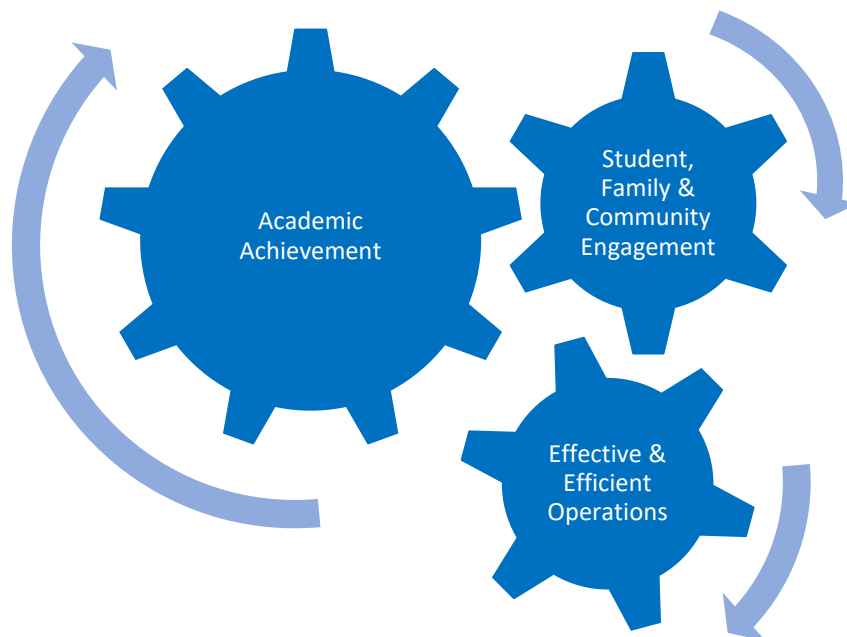 Academic
Achievement
Student,
Family &
Community
Engagement
Effective &
Efficient
Operations